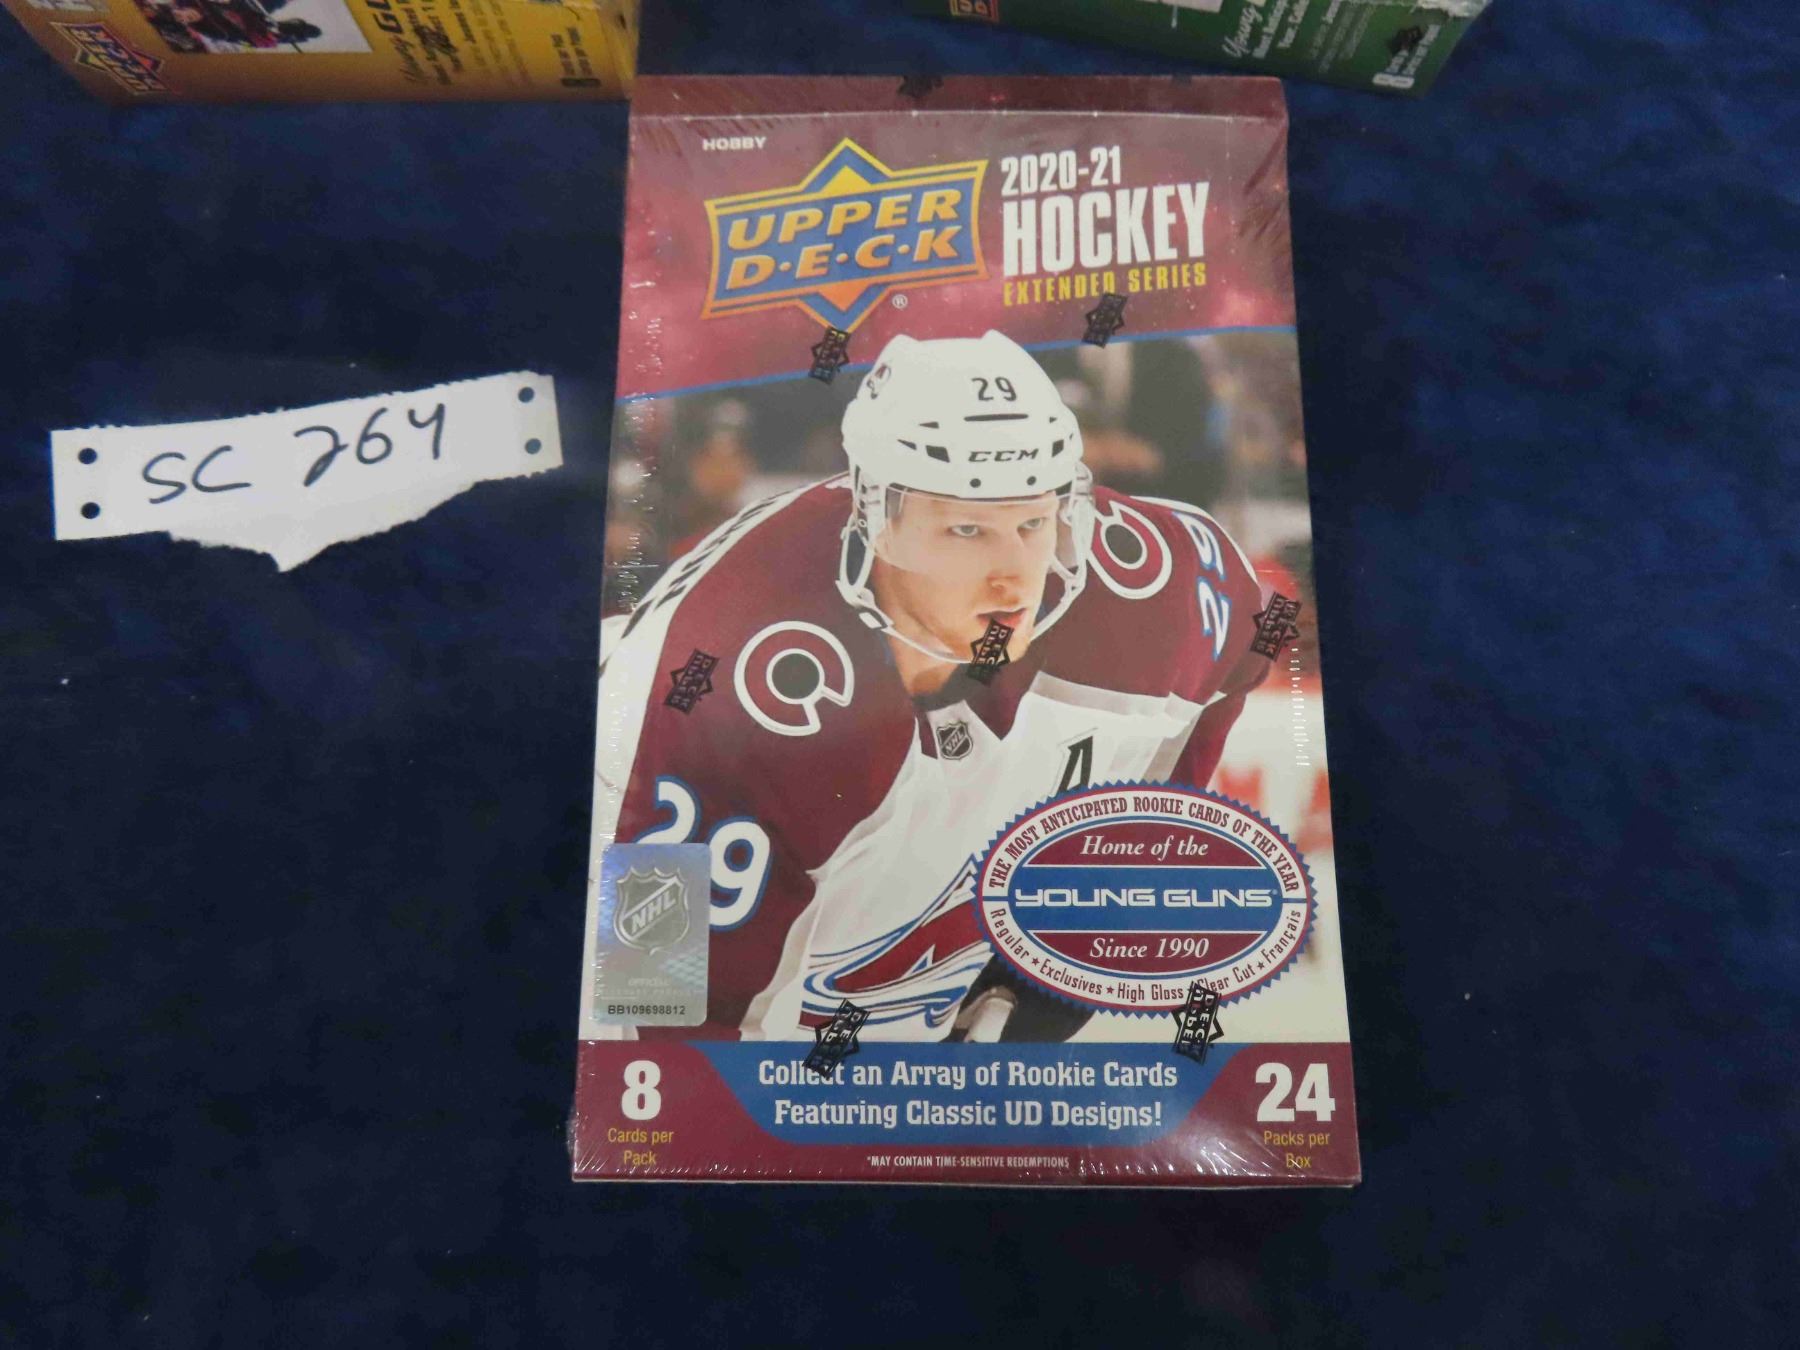 SC 264
HOBBY
UPPER
D·E·C·K
®
2020-21
HOCKEY
EXTENDED SERIES
29
CCM
29
NHL
A
29
THE MOST ANTICIPATED ROOKIE CARDS OF THE YEAR
Home of the
YOUNG GUNS
Since 1990
Regular ★ Exclusives ★ High Gloss ★ Clear Cut ★ Français
NHL
OFFICIAL
BB109698812
8
Cards per
Pack
Collect an Array of Rookie Cards
Featuring Classic UD Designs!
*MAY CONTAIN TIME-SENSITIVE REDEMPTIONS
24
Packs per
Box